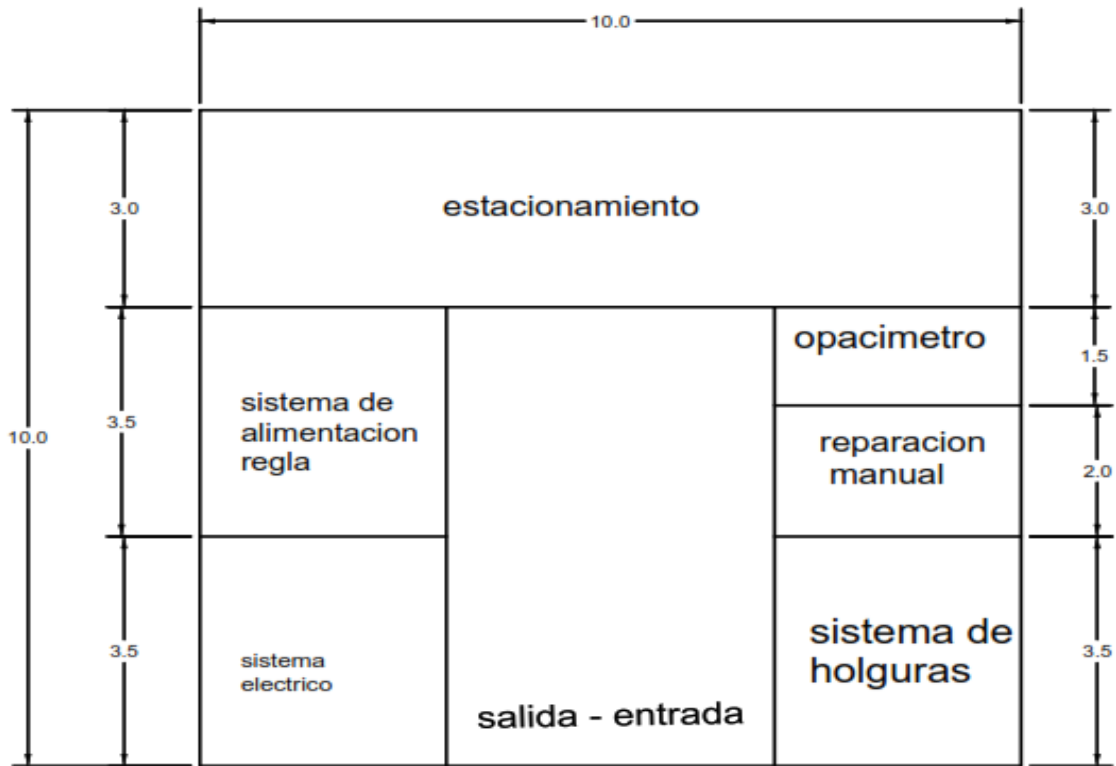 10.0
3.0
estacionamiento
3.0
opacimetro
1.5
sistema de
alimentacion
regla
3.5
10.0
reparacion
manual
2.0
sistema de
holguras
3.5
sistema
electrico
3.5
salida - entrada